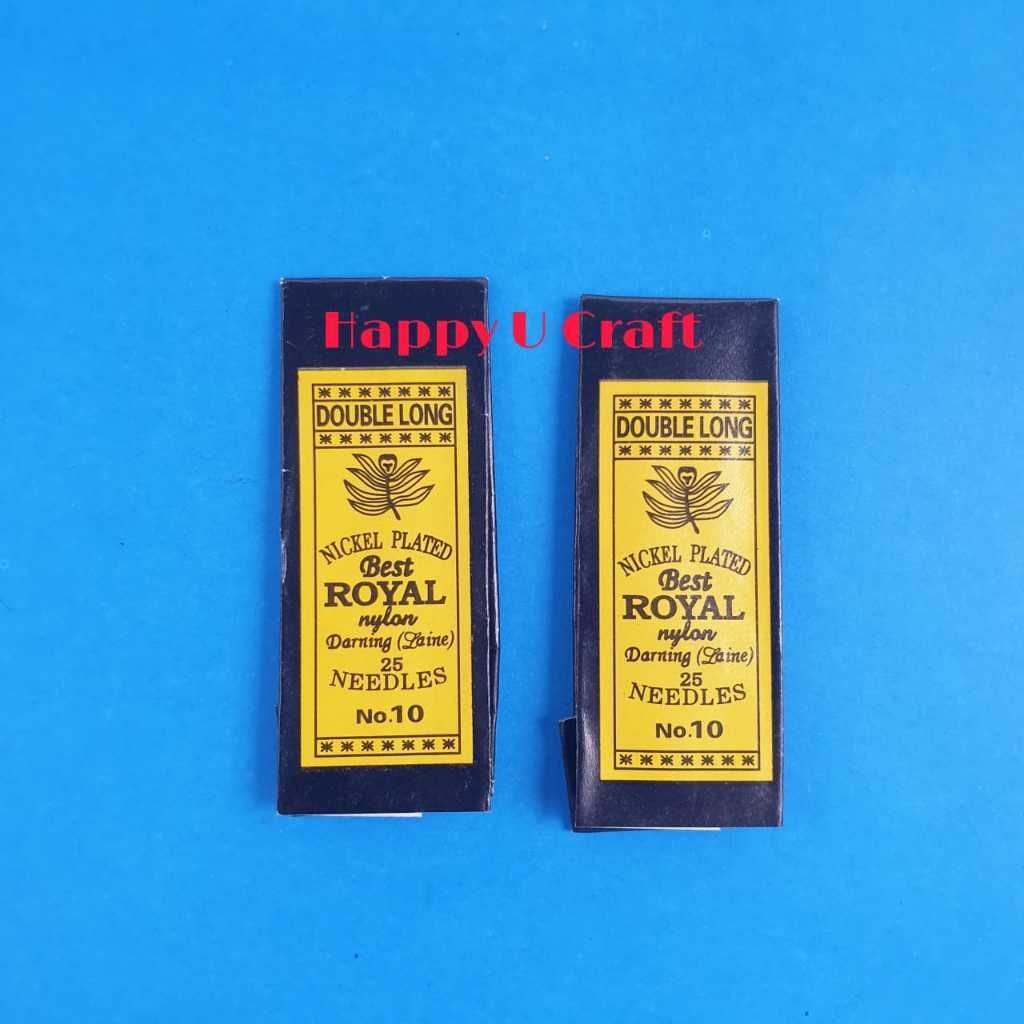 Happy U Craft
DOUBLE LONG
NICKEL PLATED
Best
ROYAL
nylon
Darning (Laine)
25
NEEDLES
No.10
DOUBLE LONG
NICKEL PLATED
Best
ROYAL
nylon
Darning (Laine)
25
NEEDLES
No.10